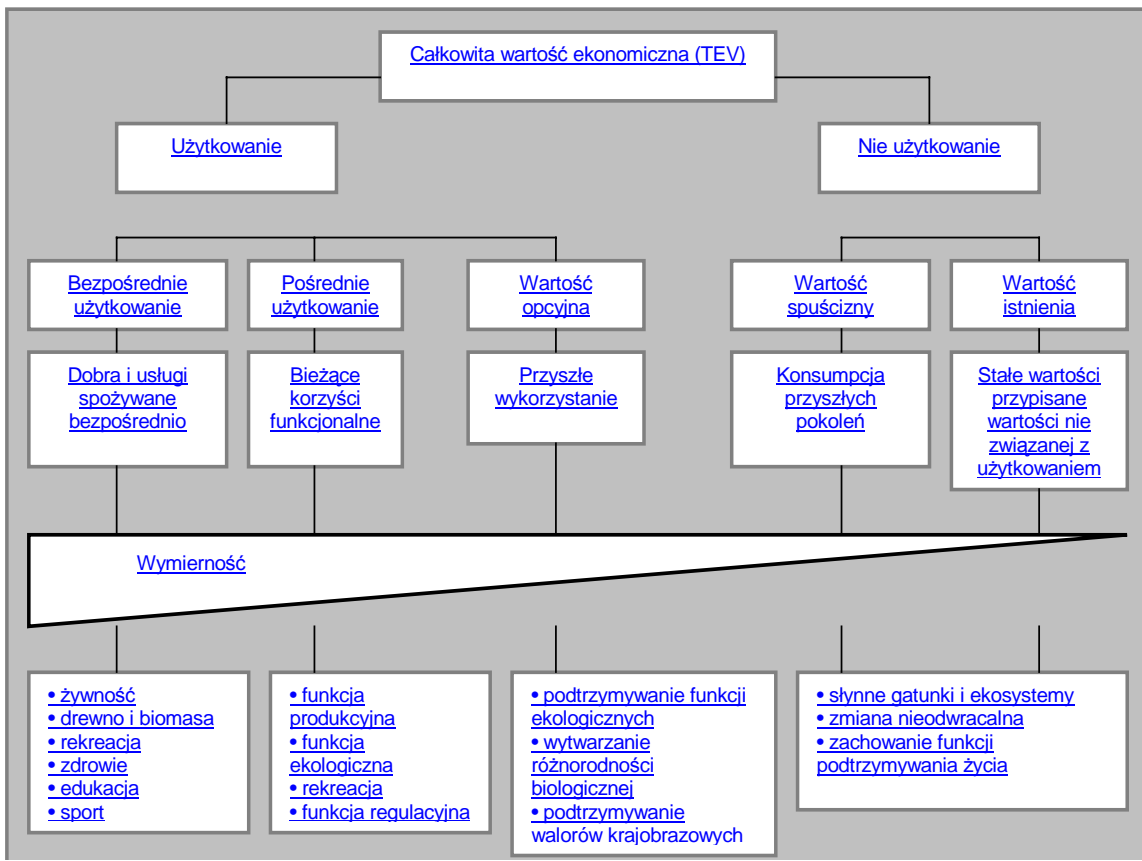 Całkowita wartość ekonomiczna (TEV)
Użytkowanie
Nie użytkowanie
Bezpośrednie
użytkowanie
Pośrednie
użytkowanie
Wartość
opcyjna
Wartość
spuścizny
Wartość
istnienia
Dobra i usługi
spożywane
bezpośrednio
Bieżące
korzyści
funkcjonalne
Przyszłe
wykorzystanie
Konsumpcja
przyszłych
pokoleń
Stałe wartości
przypisane
wartości nie
związanej z
użytkowaniem
Wymierność
• żywność
• drewno i biomasa
• rekreacja
• zdrowie
• edukacja
• sport
• funkcja
produkcyjna
• funkcja
ekologiczna
• rekreacja
• funkcja regulacyjna
• podtrzymywanie funkcji
ekologicznych
• wytwarzanie
różnorodności
biologicznej
• podtrzymywanie
walorów krajobrazowych
• słynne gatunki i ekosystemy
• zmiana nieodwracalna
• zachowanie funkcji
podtrzymywania życia